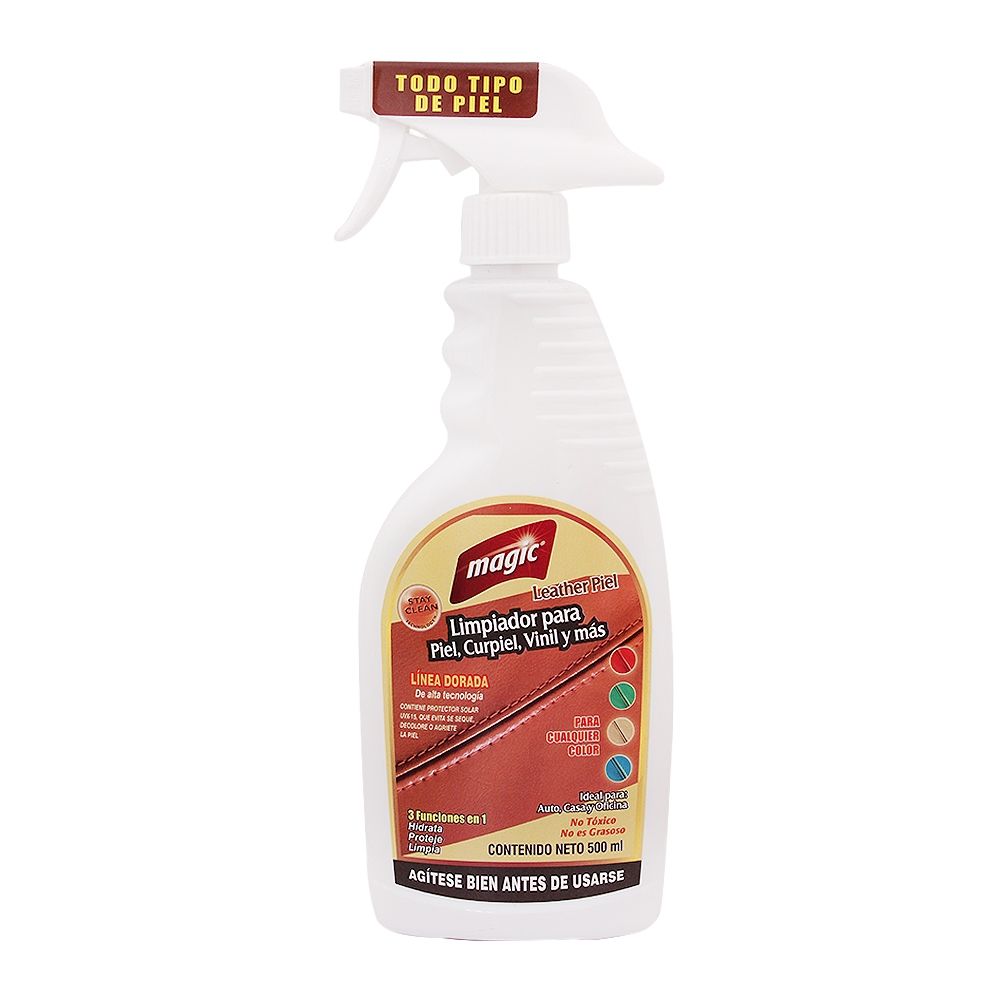 TODO TIPO
DE PIEL
magic
Leather Piel
STAY
CLEAN
Limpiador para
Piel, Curpiel, Vinil y más
LÍNEA DORADA
De alta tecnología
CONTIENE PROTECTOR SOLAR
QUE EVITA SE SEQUE,
DECOLORE O AGRIETE
LA PIEL
PARA
CUALQUIER
COLOR
3 Funciones en 1
Hidrata
Proteje
Limpia
Ideal para:
Auto, Casa y Oficina
No Tóxico
No es Grasoso
CONTENIDO NETO 500 ml
AGÍTESE BIEN ANTES DE USARSE